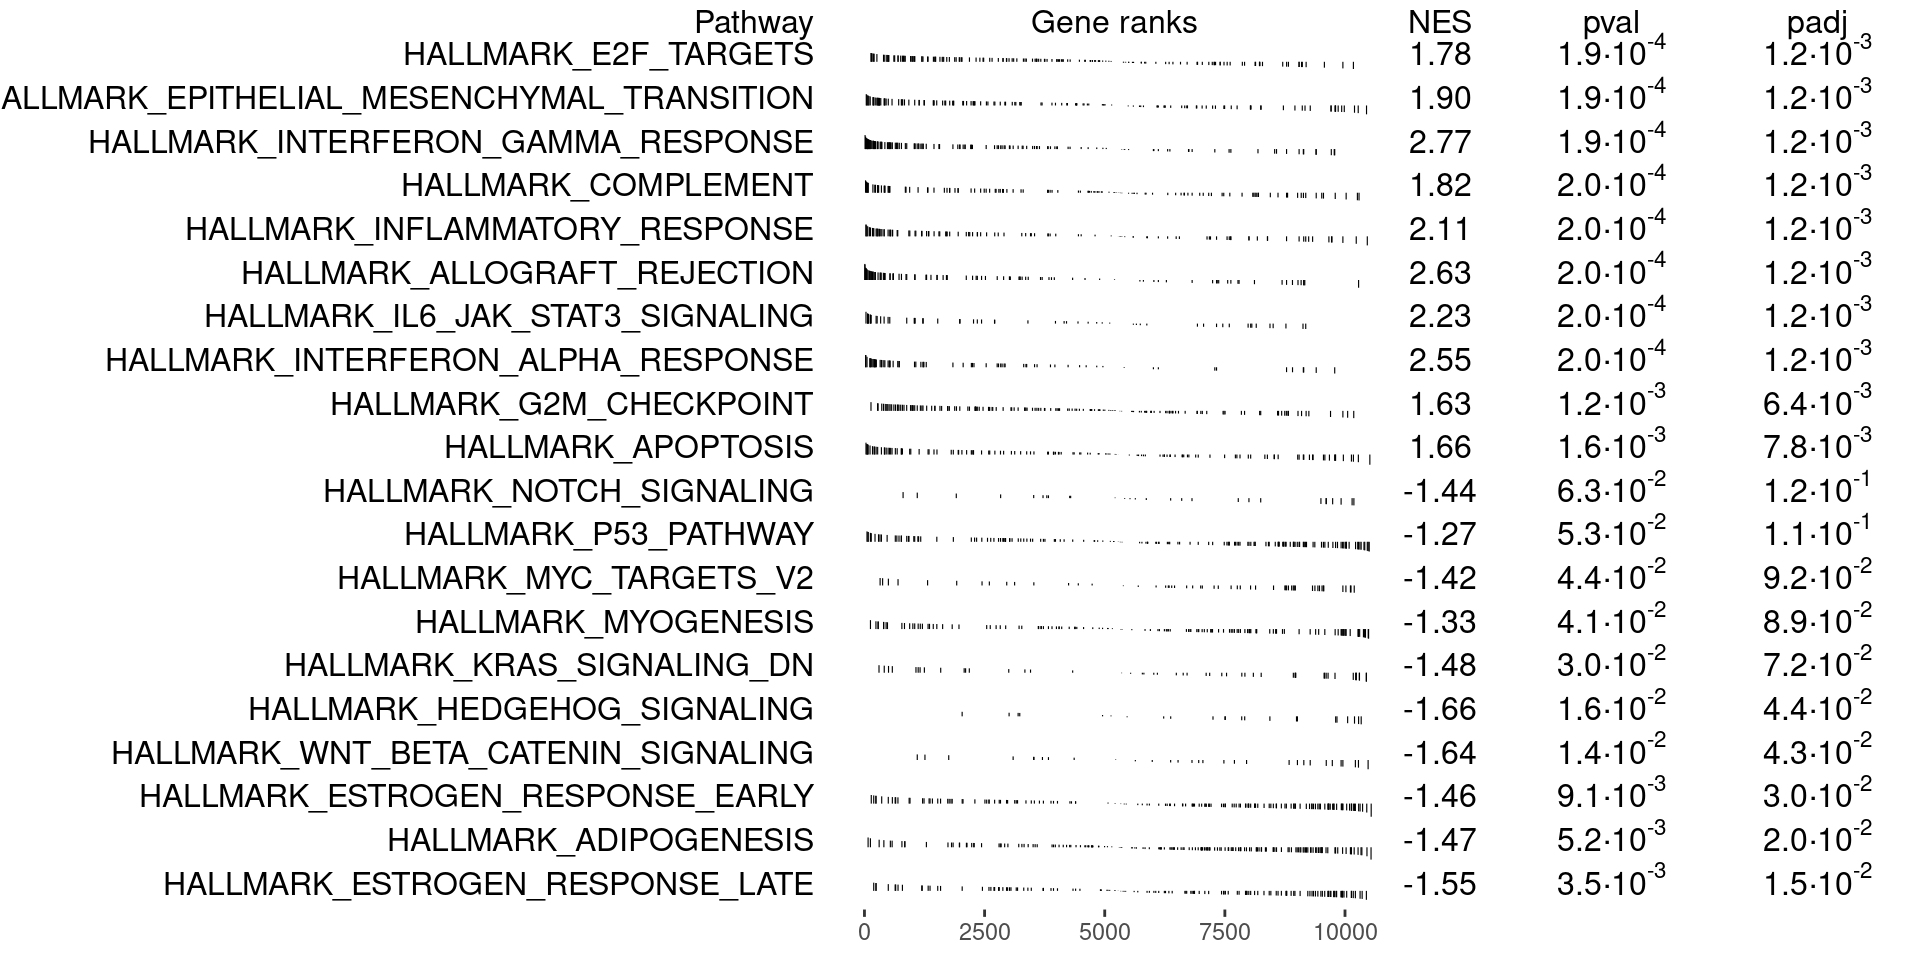 Pathway Gene ranks NES pval padj
HALLMARK_E2F_TARGETS 1.78 1.9·10⁻⁴ 1.2·10⁻³
ALLMARK_EPITHELIAL_MESENCHYMAL_TRANSITION 1.90 1.9·10⁻⁴ 1.2·10⁻³
HALLMARK_INTERFERON_GAMMA_RESPONSE 2.77 1.9·10⁻⁴ 1.2·10⁻³
HALLMARK_COMPLEMENT 1.82 2.0·10⁻⁴ 1.2·10⁻³
HALLMARK_INFLAMMATORY_RESPONSE 2.11 2.0·10⁻⁴ 1.2·10⁻³
HALLMARK_ALLOGRAFT_REJECTION 2.63 2.0·10⁻⁴ 1.2·10⁻³
HALLMARK_IL6_JAK_STAT3_SIGNALING 2.23 2.0·10⁻⁴ 1.2·10⁻³
HALLMARK_INTERFERON_ALPHA_RESPONSE 2.55 2.0·10⁻⁴ 1.2·10⁻³
HALLMARK_G2M_CHECKPOINT 1.63 1.2·10⁻³ 6.4·10⁻³
HALLMARK_APOPTOSIS 1.66 1.6·10⁻³ 7.8·10⁻³
HALLMARK_NOTCH_SIGNALING -1.44 6.3·10⁻² 1.2·10⁻¹
HALLMARK_P53_PATHWAY -1.27 5.3·10⁻² 1.1·10⁻¹
HALLMARK_MYC_TARGETS_V2 -1.42 4.4·10⁻² 9.2·10⁻²
HALLMARK_MYOGENESIS -1.33 4.1·10⁻² 8.9·10⁻²
HALLMARK_KRAS_SIGNALING_DN -1.48 3.0·10⁻² 7.2·10⁻²
HALLMARK_HEDGEHOG_SIGNALING -1.66 1.6·10⁻² 4.4·10⁻²
HALLMARK_WNT_BETA_CATENIN_SIGNALING -1.64 1.4·10⁻² 4.3·10⁻²
HALLMARK_ESTROGEN_RESPONSE_EARLY -1.46 9.1·10⁻³ 3.0·10⁻²
HALLMARK_ADIPOGENESIS -1.47 5.2·10⁻³ 2.0·10⁻²
HALLMARK_ESTROGEN_RESPONSE_LATE -1.55 3.5·10⁻³ 1.5·10⁻²
0 2500 5000 7500 10000